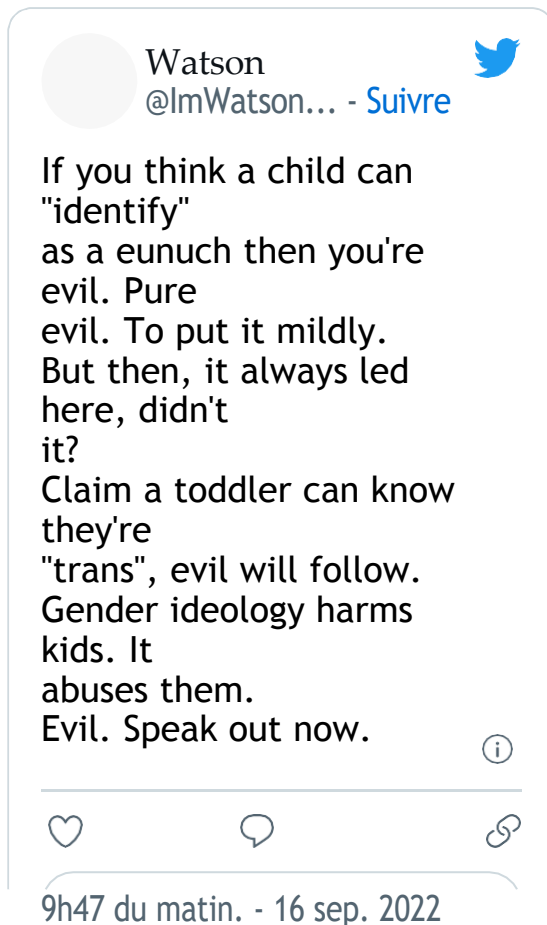 Watson
@ImWatson... - Suivre
If you think a child can
"identify"
as a eunuch then you're
evil. Pure
evil. To put it mildly.
But then, it always led
here, didn't
it?
Claim a toddler can know
they're
"trans", evil will follow.
Gender ideology harms
kids. It
abuses them.
Evil. Speak out now.
9h47 du matin. - 16 sep. 2022